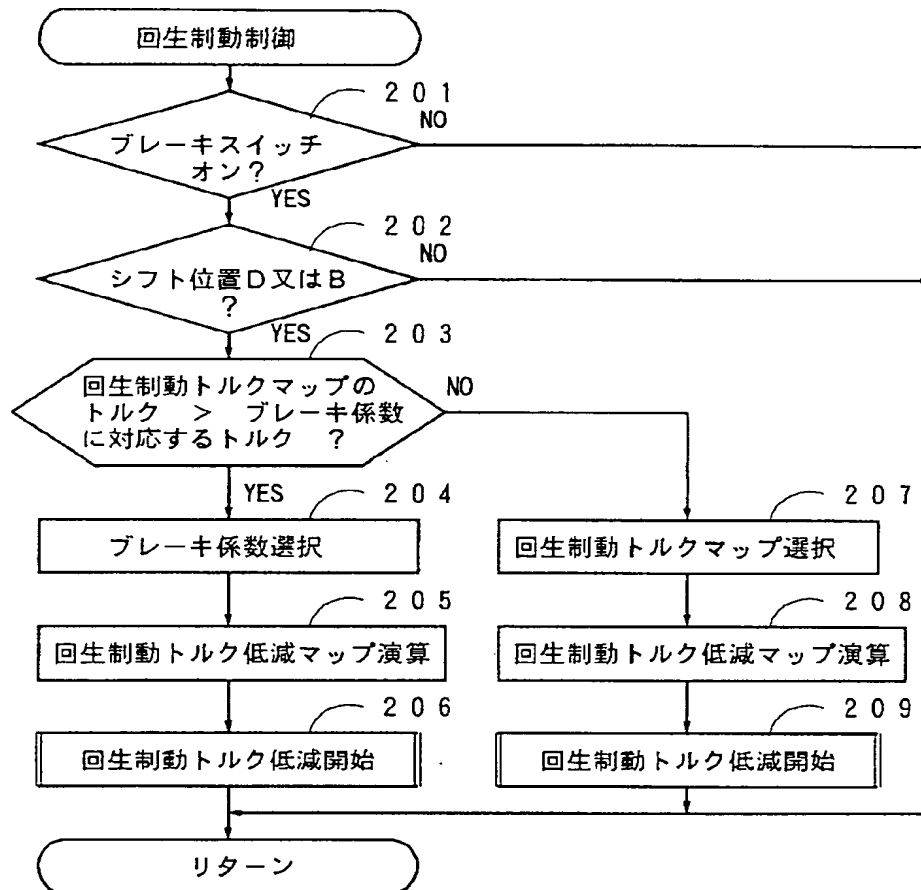 回生制動制御
201
NO
ブレーキスイッチ
オン?
YES
202
NO
シフト位置D又はB
?
YES
203
回生制動トルクマップの
トルク > ブレーキ係数
に対応するトルク ?
NO
YES
204
ブレーキ係数選択
205
回生制動トルク低減マップ演算
206
回生制動トルク低減開始
207
回生制動トルクマップ選択
208
回生制動トルク低減マップ演算
209
回生制動トルク低減開始
リターン